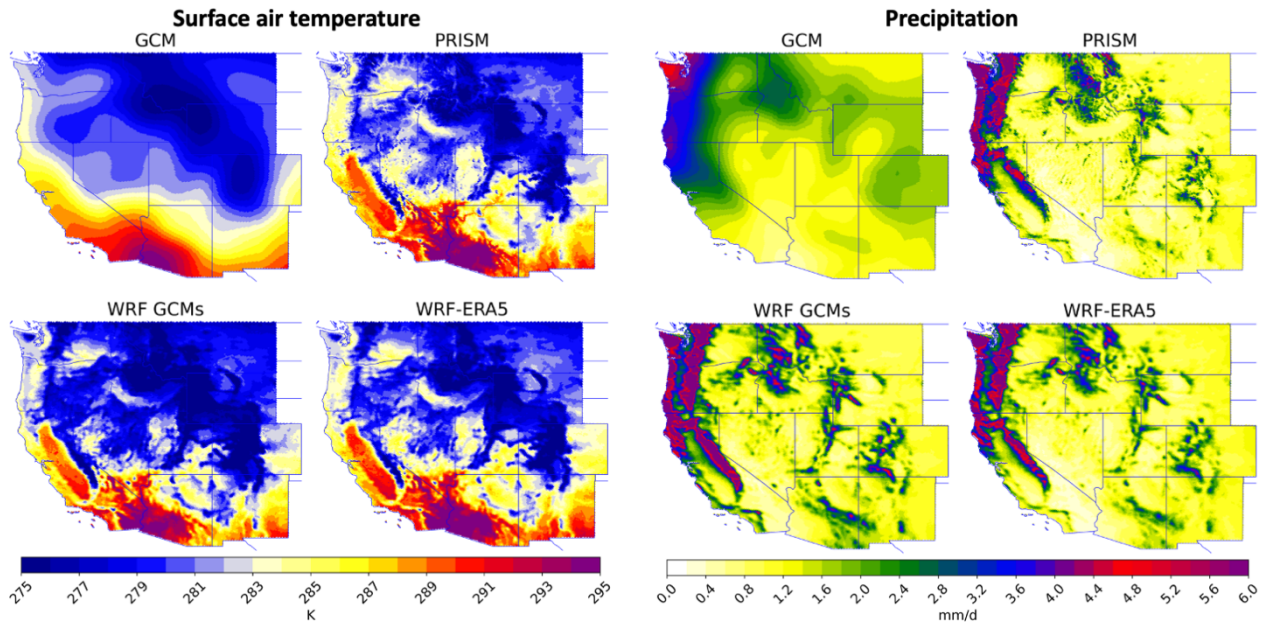 Surface air temperature
GCM
PRISM
WRF GCMs
WRF-ERA5
275 277 279 281 283 285 287 289 291 293 295
K
Precipitation
GCM
PRISM
WRF GCMs
WRF-ERA5
0.0 0.4 0.8 1.2 1.6 2.0 2.4 2.8 3.2 3.6 4.0 4.4 4.8 5.2 5.6 6.0
mm/d